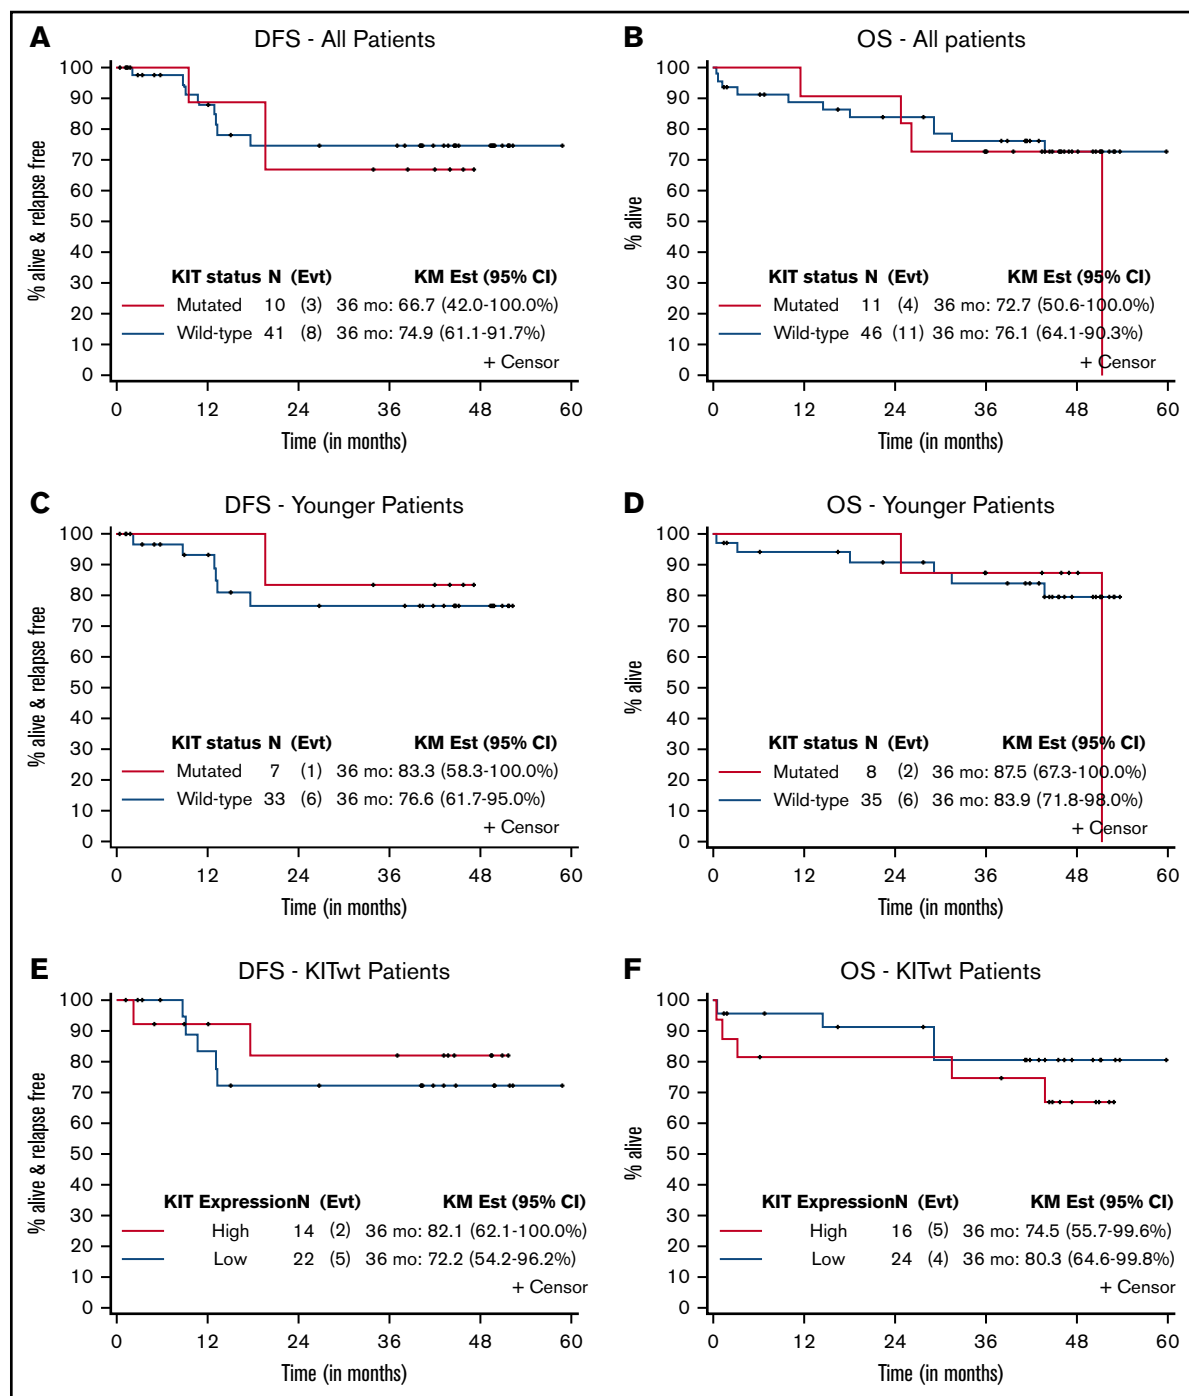 A
DFS - All Patients
% alive & relapse free
100
90
80
70
60
50
40
30
20
10
0
KIT status N (Evt) KM Est (95% CI)
Mutated 10 (3) 36 mo: 66.7 (42.0-100.0%)
Wild-type 41 (8) 36 mo: 74.9 (61.1-91.7%)
+ Censor
0 12 24 36 48 60
Time (in months)
B
OS - All patients
% alive
100
90
80
70
60
50
40
30
20
10
0
KIT status N (Evt) KM Est (95% CI)
Mutated 11 (4) 36 mo: 72.7 (50.6-100.0%)
Wild-type 46 (11) 36 mo: 76.1 (64.1-90.3%)
+ Censor
0 12 24 36 48 60
Time (in months)
C
DFS - Younger Patients
% alive & relapse free
100
90
80
70
60
50
40
30
20
10
0
KIT status N (Evt) KM Est (95% CI)
Mutated 7 (1) 36 mo: 83.3 (58.3-100.0%)
Wild-type 33 (6) 36 mo: 76.6 (61.7-95.0%)
+ Censor
0 12 24 36 48 60
Time (in months)
D
OS - Younger Patients
% alive
100
90
80
70
60
50
40
30
20
10
0
KIT status N (Evt) KM Est (95% CI)
Mutated 8 (2) 36 mo: 87.5 (67.3-100.0%)
Wild-type 35 (6) 36 mo: 83.9 (71.8-98.0%)
+ Censor
0 12 24 36 48 60
Time (in months)
E
DFS - KITwt Patients
% alive & relapse free
100
90
80
70
60
50
40
30
20
10
0
KIT ExpressionN (Evt) KM Est (95% CI)
High 14 (2) 36 mo: 82.1 (62.1-100.0%)
Low 22 (5) 36 mo: 72.2 (54.2-96.2%)
+ Censor
0 12 24 36 48 60
Time (in months)
F
OS - KITwt Patients
% alive
100
90
80
70
60
50
40
30
20
10
0
KIT ExpressionN (Evt) KM Est (95% CI)
High 16 (5) 36 mo: 74.5 (55.7-99.6%)
Low 24 (4) 36 mo: 80.3 (64.6-99.8%)
+ Censor
0 12 24 36 48 60
Time (in months)